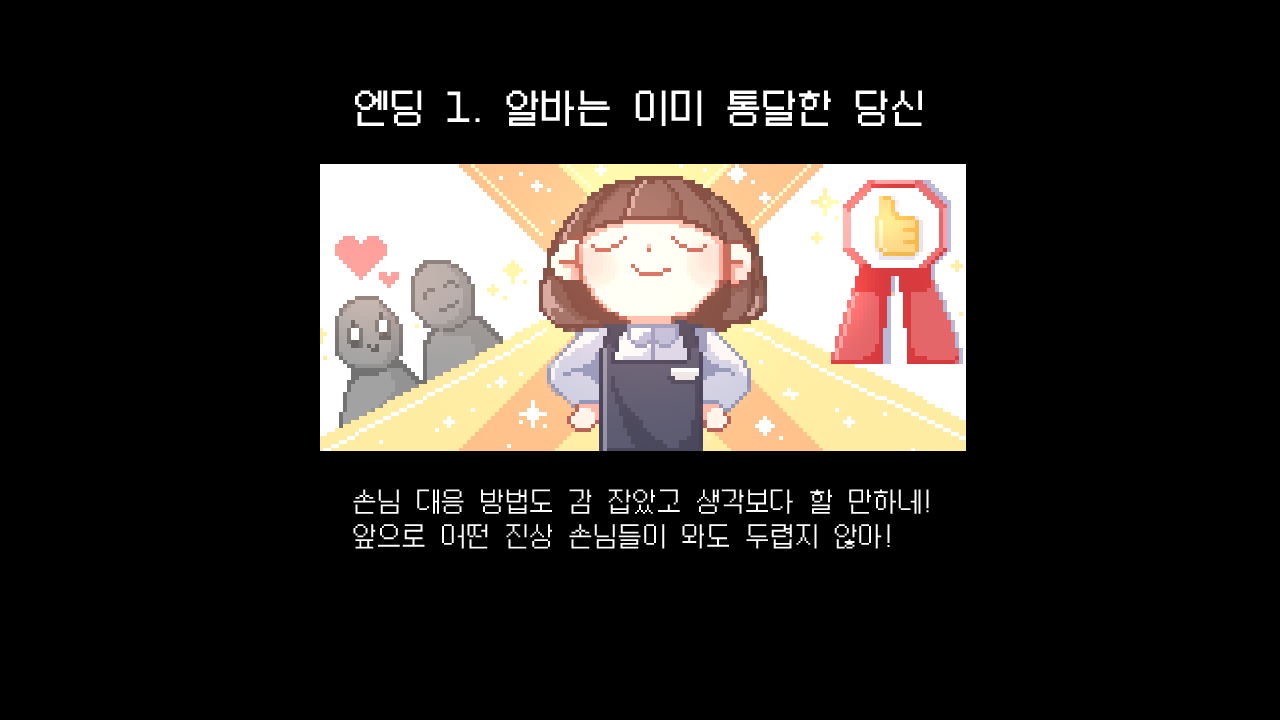 엔딩 1. 알바는 이미 통달한 당신
손님 대응 방법도 감 잡았고 생각보다 할 만하네!
앞으로 어떤 진상 손님들이 와도 두렵지 않아!